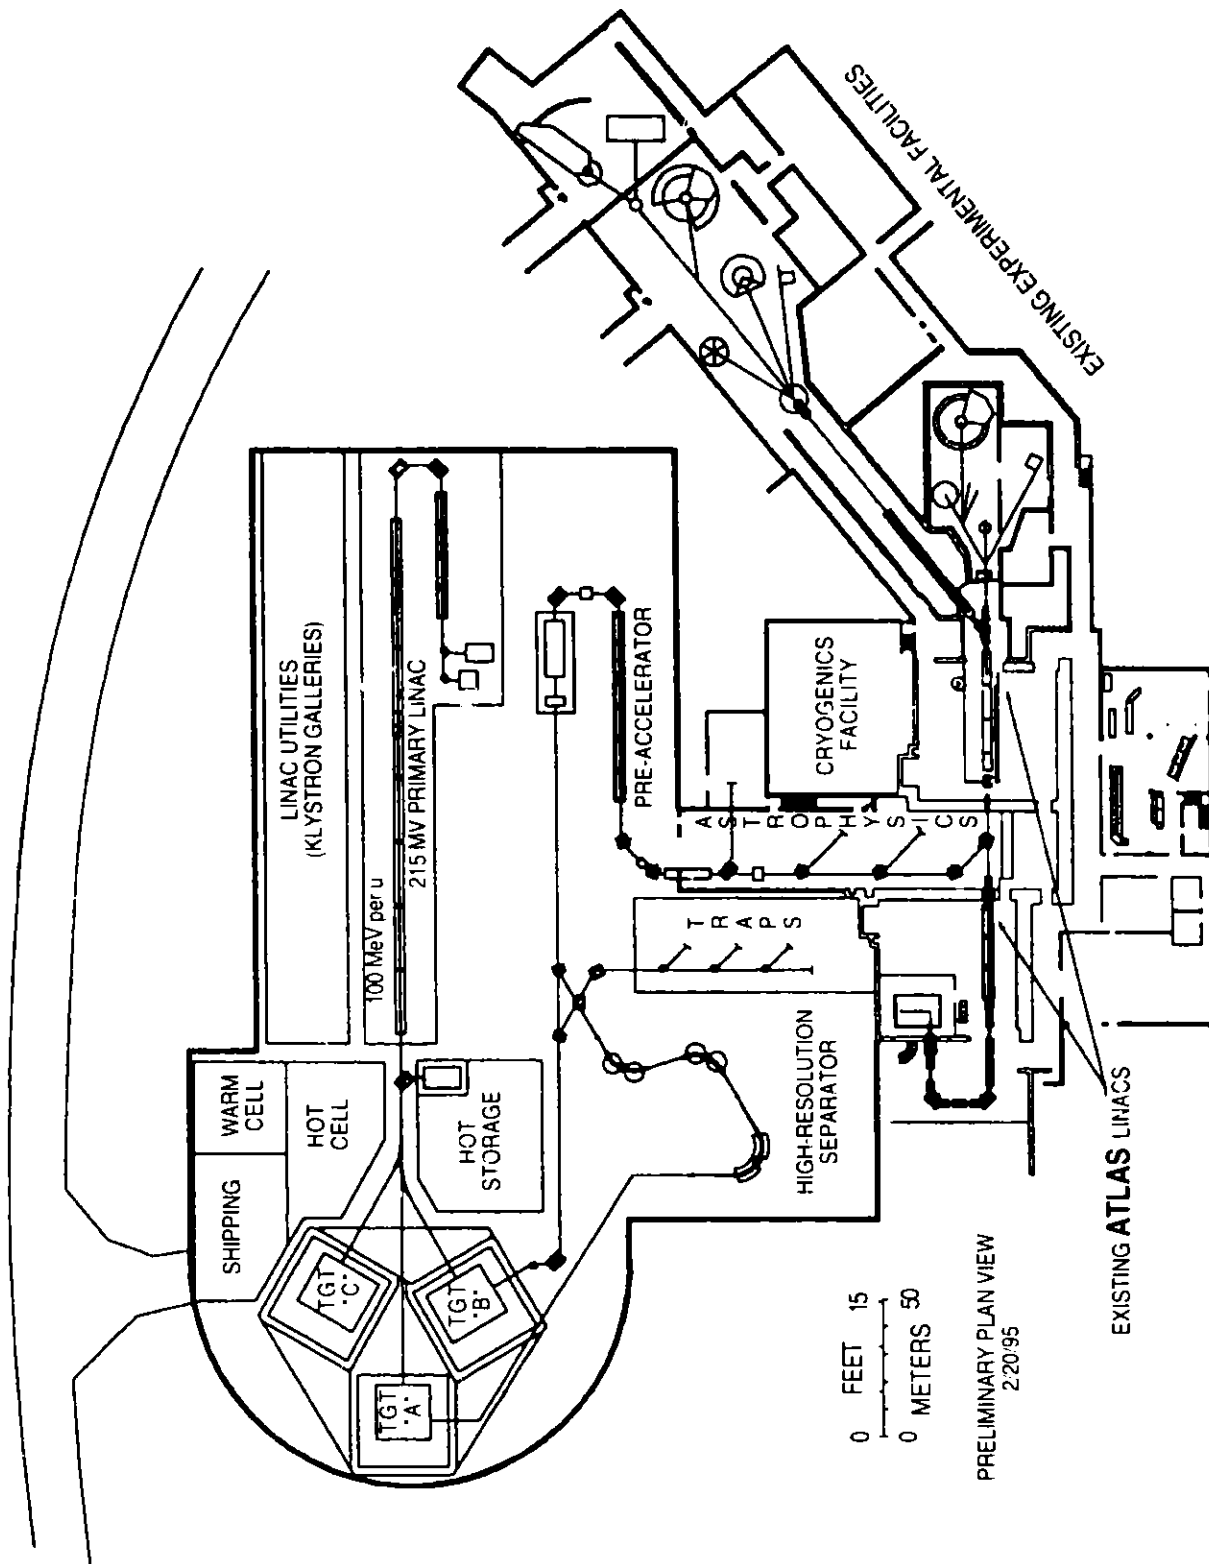 LINAC UTILITIES
(KLYSTRON GALLERIES)
100 MeV per u
215 MV PRIMARY LINAC
SHIPPING
WARM
CELL
HOT
CELL
HOT
STORAGE
TGT
"C"
TGT
"B"
TGT
"A"
PRE-ACCELERATOR
TRAPS
ASTROPHYSICS
HIGH-RESOLUTION
SEPARATOR
CRYOGENICS
FACILITY
EXISTING EXPERIMENTAL FACILITIES
EXISTING ATLAS LINACS
0 FEET 15
0 METERS 50
PRELIMINARY PLAN VIEW
2/20/95